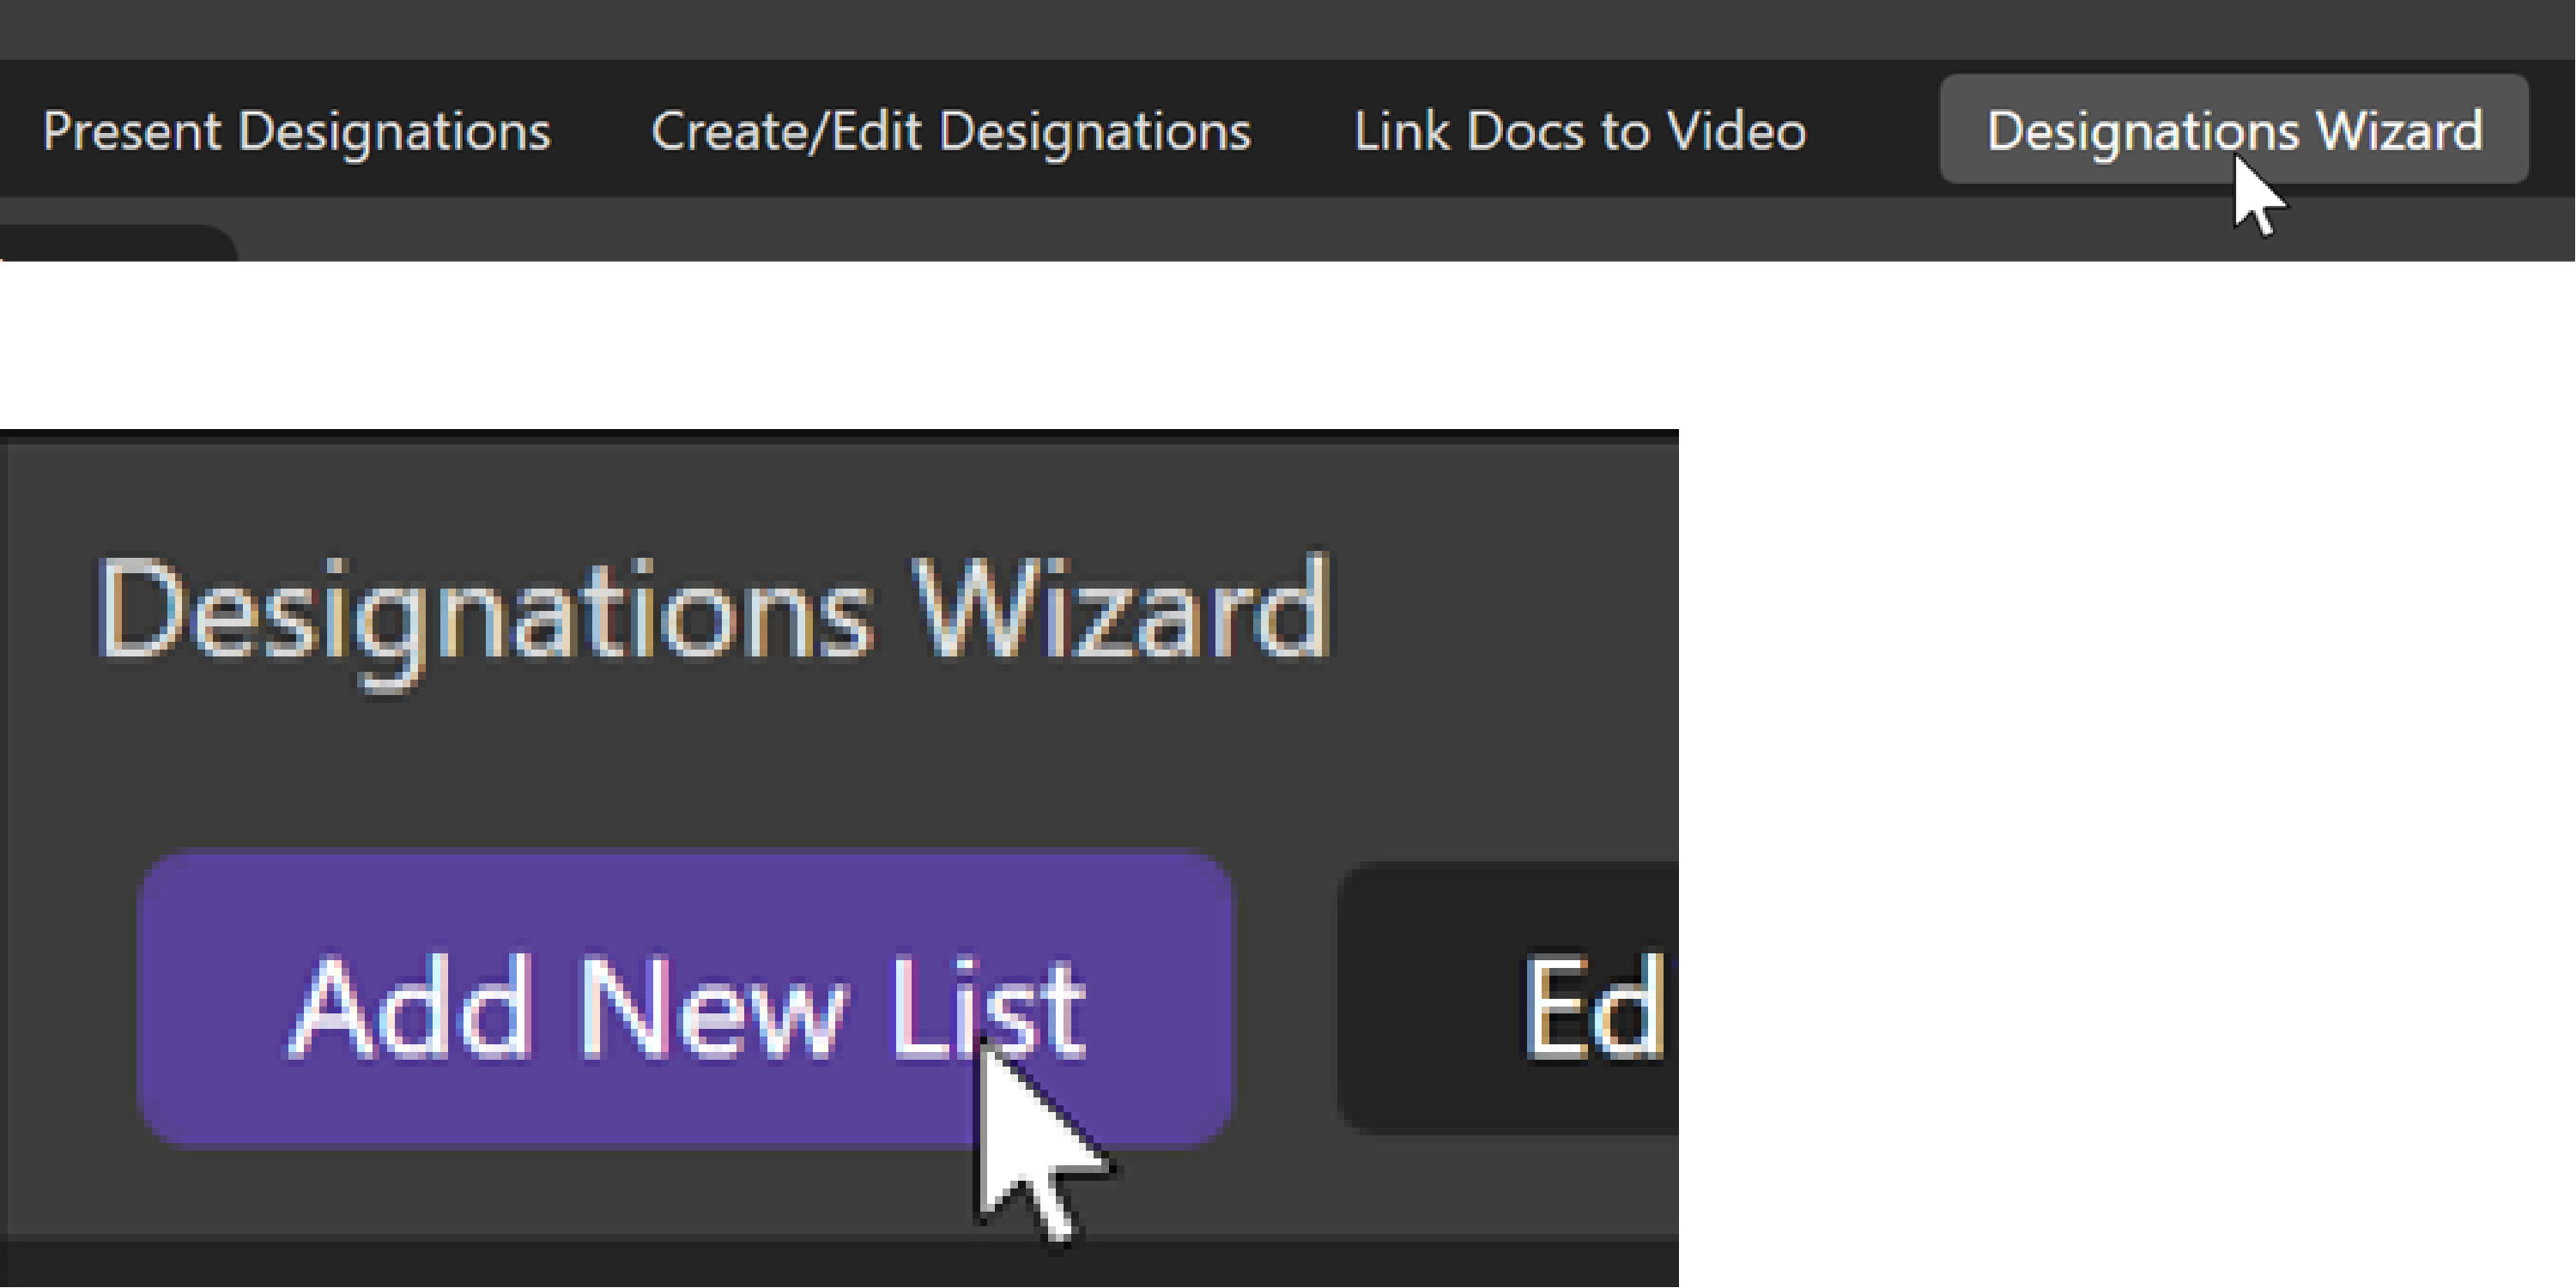 Present Designations Create/Edit Designations Link Docs to Video Designations Wizard
Designations Wizard
Add New List Ed